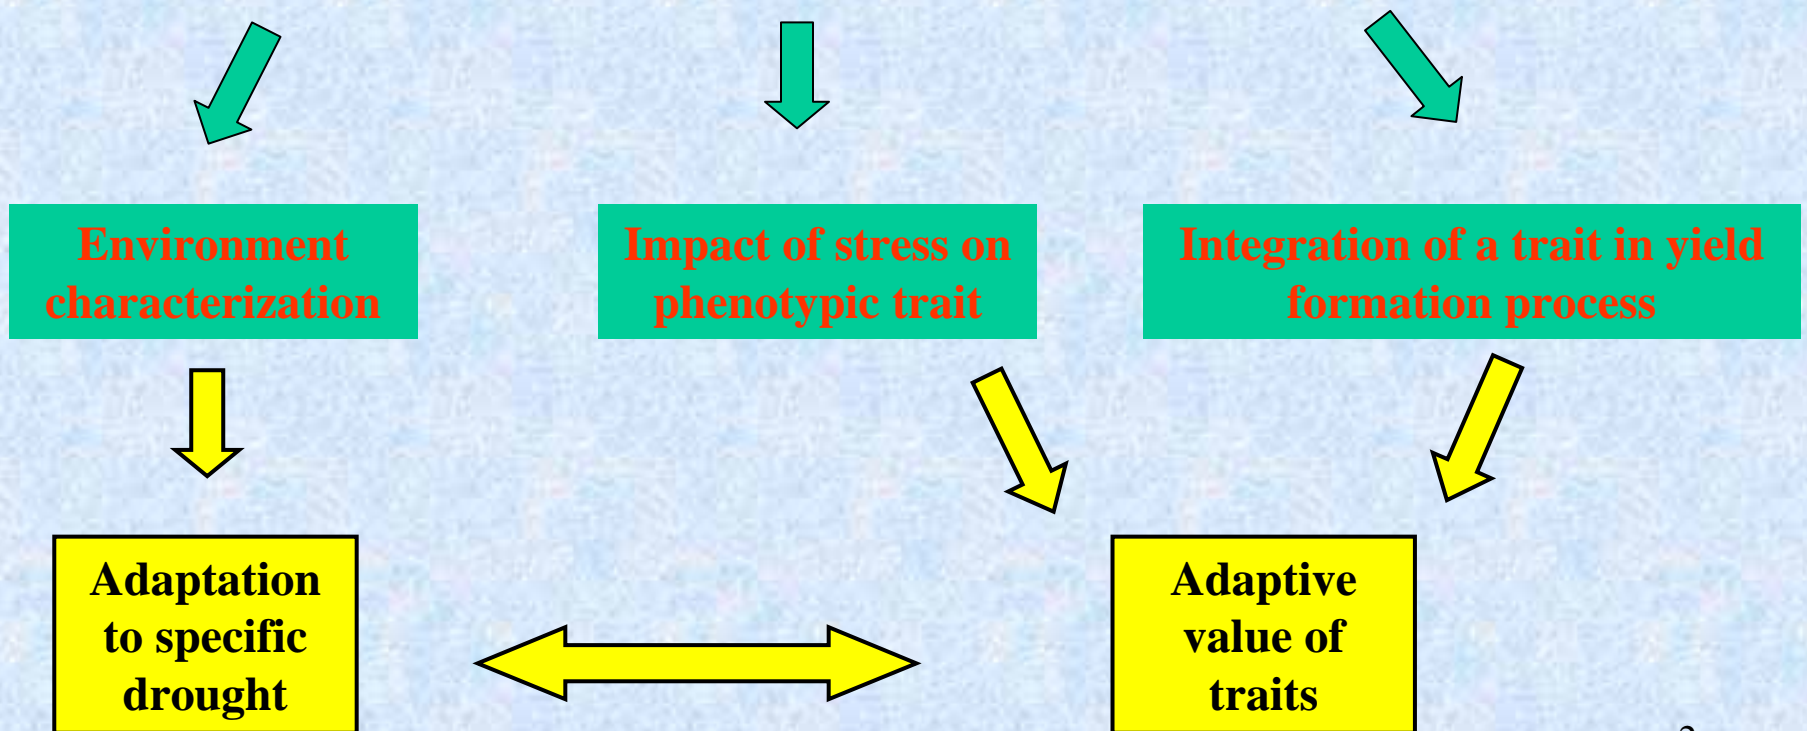 Environment
characterization
Impact of stress on
phenotypic trait
Integration of a trait in yield
formation process
Adaptation
to specific
drought
Adaptive
value of
traits